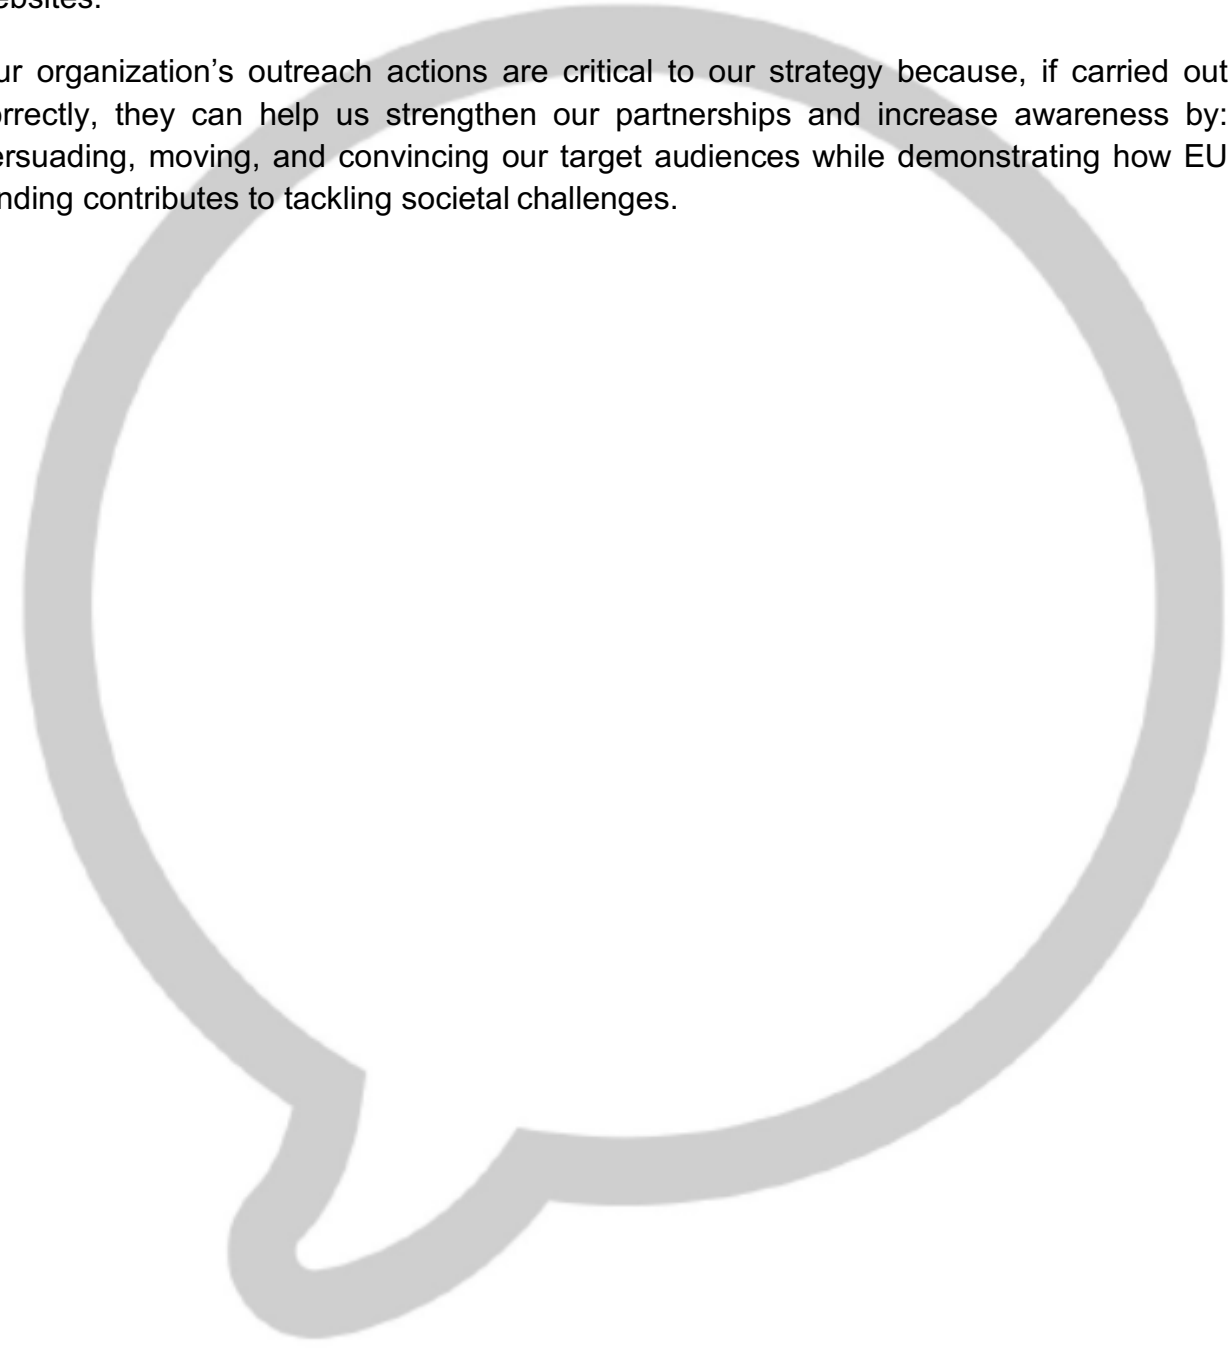 ebsites.
ur organization’s outreach actions are critical to our strategy because, if carried out
orrectly, they can help us strengthen our partnerships and increase awareness by:
ersuading, moving, and convincing our target audiences while demonstrating how EU
nding contributes to tackling societal challenges.